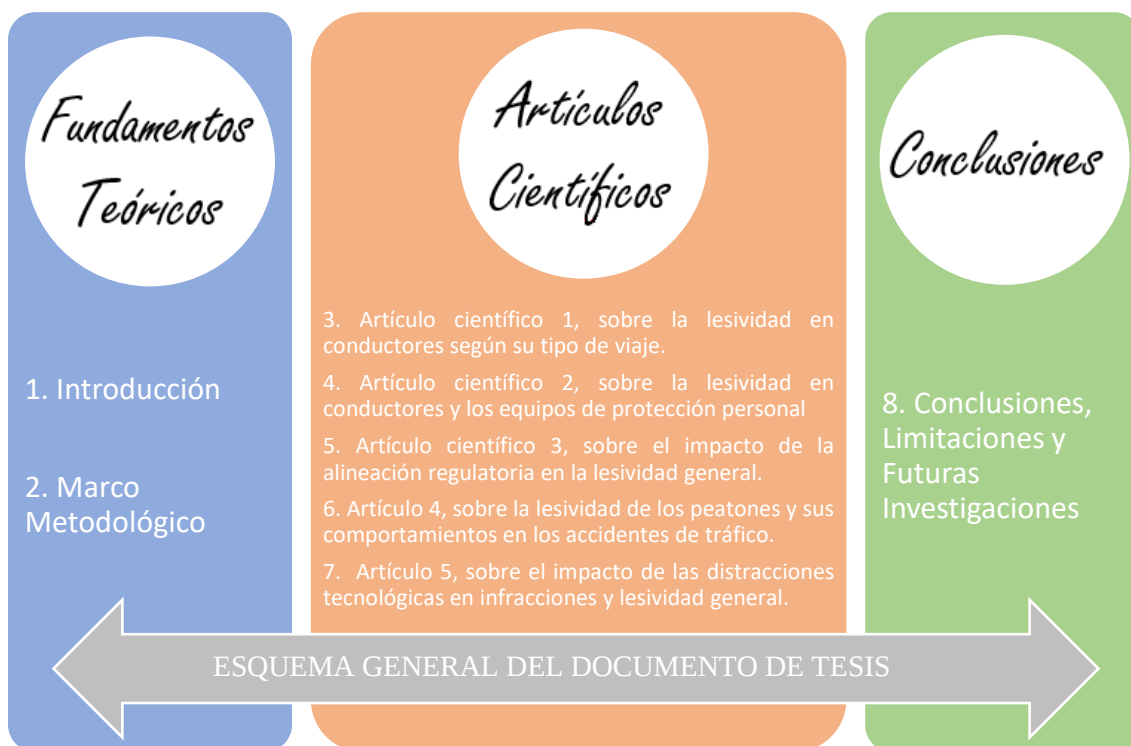 Fundamentos
Teóricos
1. Introducción
2. Marco
Metodológico
Artículos
Científicos
3. Artículo científico 1, sobre la lesividad en
conductores según su tipo de viaje.
4. Artículo científico 2, sobre la lesividad en
conductores y los equipos de protección personal
5. Artículo científico 3, sobre el impacto de la
alineación regulatoria en la lesividad general.
6. Artículo 4, sobre la lesividad de los peatones y sus
comportamientos en los accidentes de tráfico.
7. Artículo 5, sobre el impacto de las distracciones
tecnológicas en infracciones y lesividad general.
Conclusiones
8. Conclusiones,
Limitaciones y
Futuras
Investigaciones
ESQUEMA GENERAL DEL DOCUMENTO DE TESIS